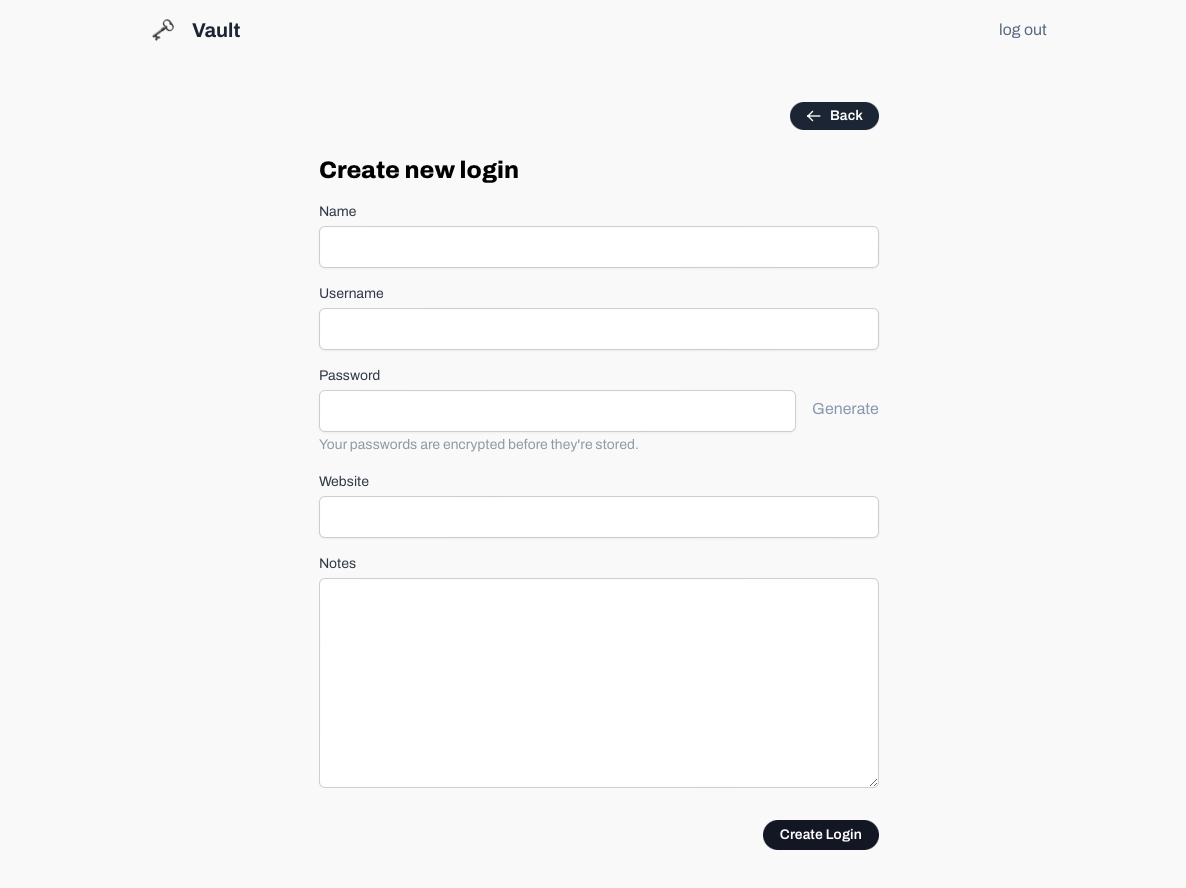 Vault
log out
Back
Create new login
Name
Username
Password
Generate
Your passwords are encrypted before they're stored.
Website
Notes
Create Login